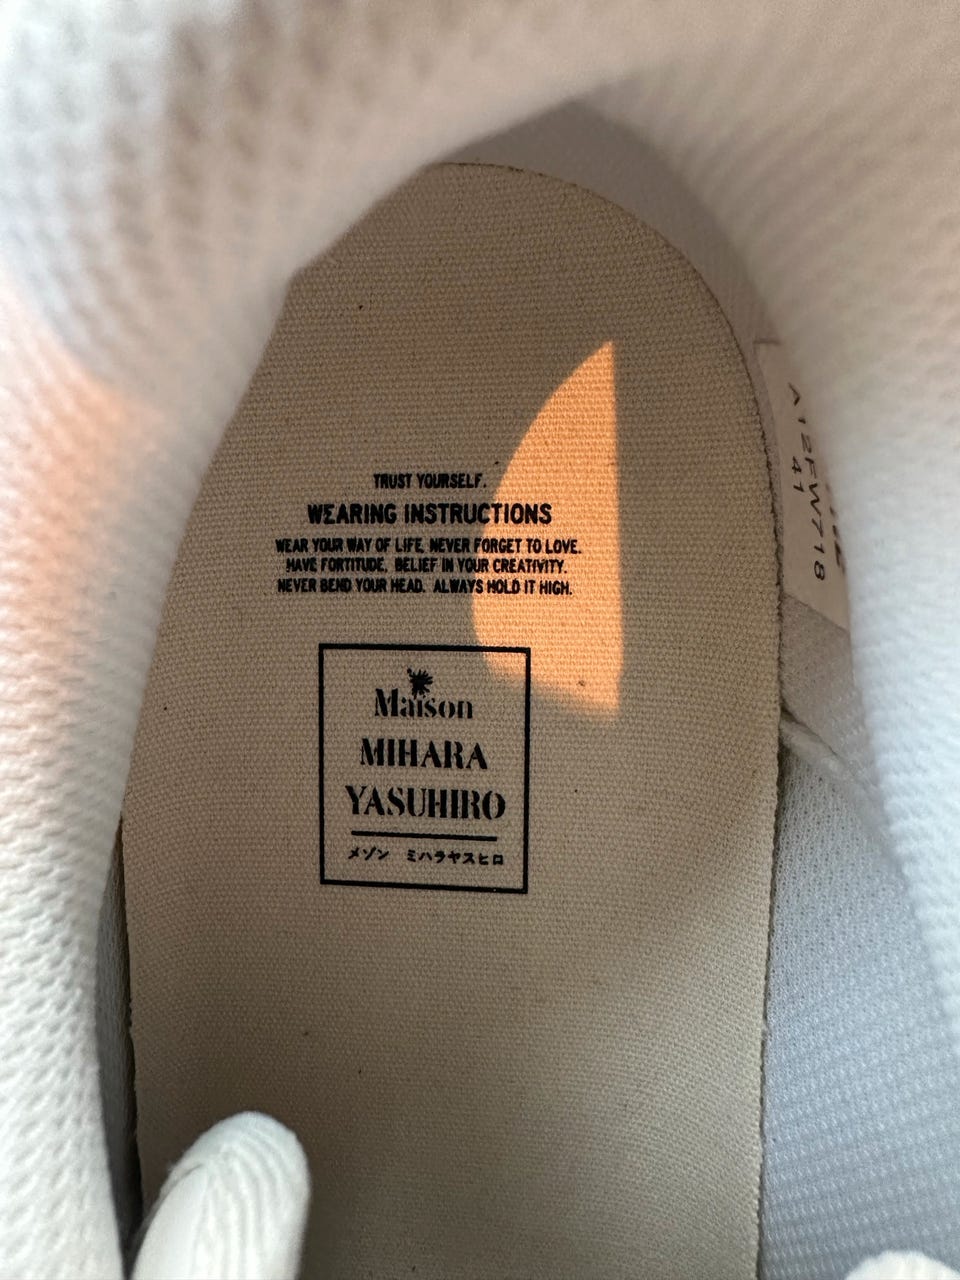 TRUST YOURSELF.
WEARING INSTRUCTIONS
WEAR YOUR WAY OF LIFE. NEVER FORGET TO LOVE.
HAVE FORTITUDE. BELIEF IN YOUR CREATIVITY.
NEVER BEND YOUR HEAD. ALWAYS HOLD IT HIGH.
Maison
MIHARA
YASUHIRO
メゾン ミハラヤスヒロ
A12FW718
41